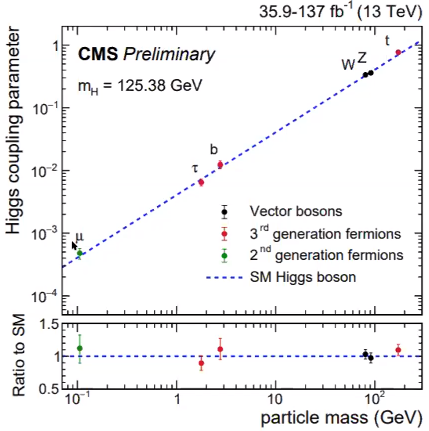 35.9-137 fb⁻¹ (13 TeV)
Higgs coupling parameter
1
10⁻¹
10⁻²
10⁻³
10⁻⁴
CMS Preliminary
m_H = 125.38 GeV
t
W Z
b
τ
μ
Vector bosons
3rd generation fermions
2nd generation fermions
SM Higgs boson
Ratio to SM
1.5
1
0.5
10⁻¹ 1 10 10²
particle mass (GeV)